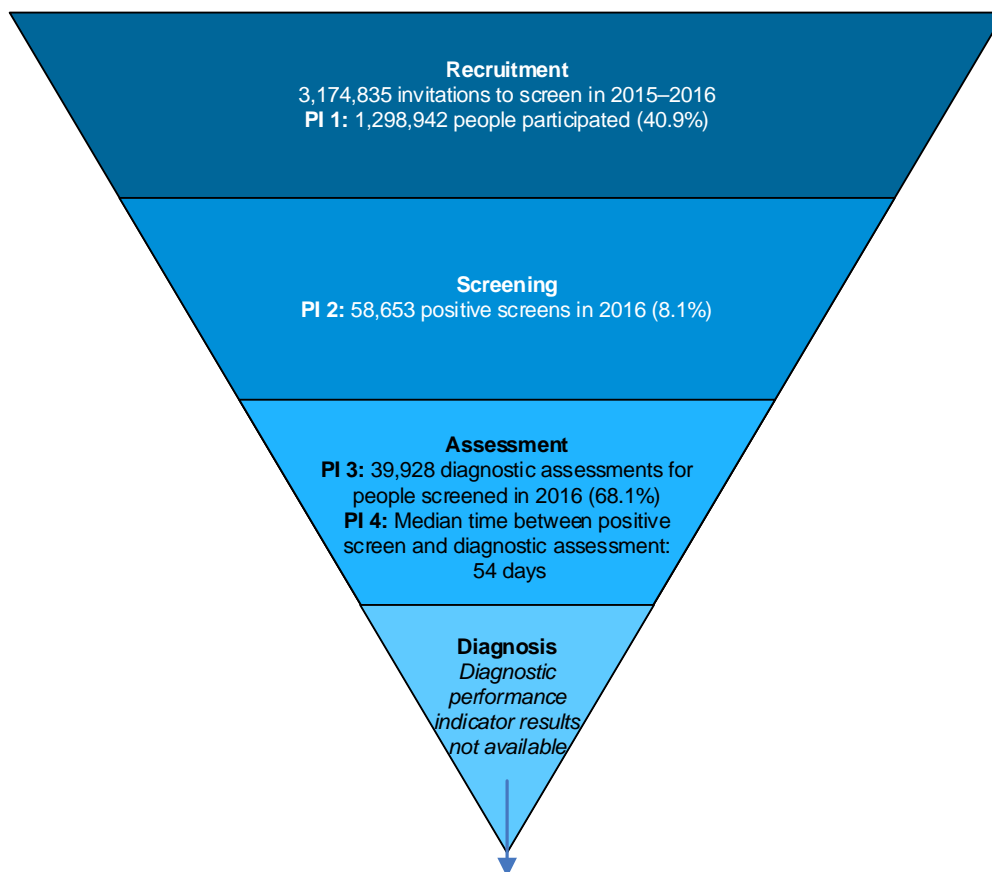 Recruitment
3,174,835 invitations to screen in 2015–2016
PI 1: 1,298,942 people participated (40.9%)
Screening
PI 2: 58,653 positive screens in 2016 (8.1%)
Assessment
PI 3: 39,928 diagnostic assessments for
people screened in 2016 (68.1%)
PI 4: Median time between positive
screen and diagnostic assessment:
54 days
Diagnosis
Diagnostic
performance
indicator results
not available